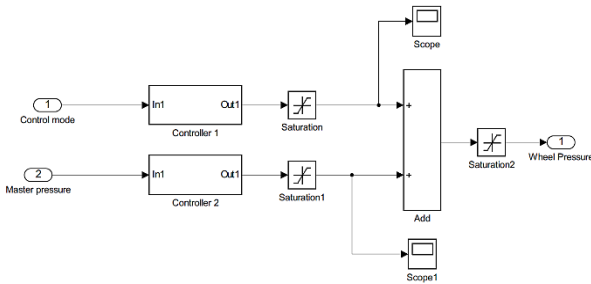 Scope
1
Control mode
In1
Out1
Controller 1
Saturation
+
2
Master pressure
In1
Out1
Controller 2
Saturation1
+
Add
Saturation2
1
Wheel Pressure
Scope1